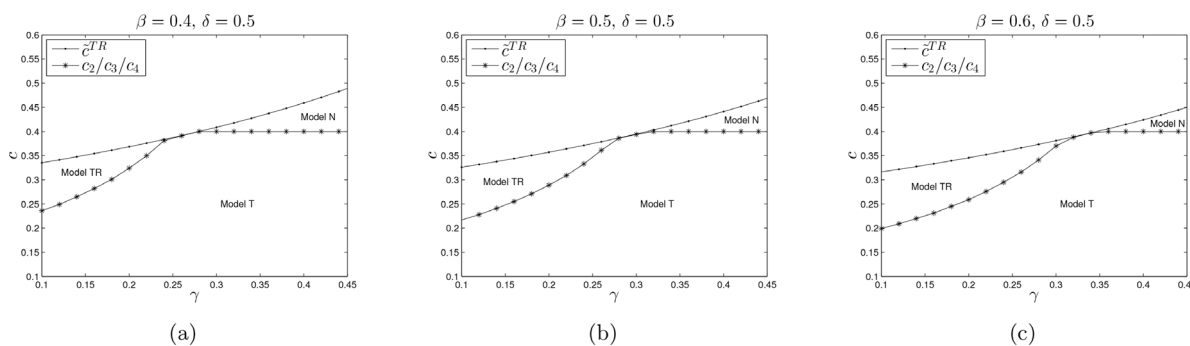 β = 0.4, δ = 0.5
0.6
0.55
0.5
0.45
0.4
0.35
0.3
0.25
0.2
0.15
0.1
c
c̃^{TR}
c₂/c₃/c₄
Model N
Model TR
Model T
0.1 0.15 0.2 0.25 0.3 0.35 0.4 0.45
γ
(a)
β = 0.5, δ = 0.5
0.6
0.55
0.5
0.45
0.4
0.35
0.3
0.25
0.2
0.15
0.1
c
c̃^{TR}
c₂/c₃/c₄
Model N
Model TR
Model T
0.1 0.15 0.2 0.25 0.3 0.35 0.4 0.45
γ
(b)
β = 0.6, δ = 0.5
0.6
0.55
0.5
0.45
0.4
0.35
0.3
0.25
0.2
0.15
0.1
c
c̃^{TR}
c₂/c₃/c₄
Model N
Model TR
Model T
0.1 0.15 0.2 0.25 0.3 0.35 0.4 0.45
γ
(c)